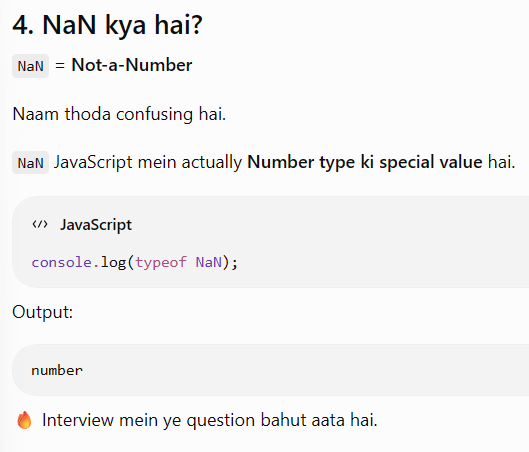 4. NaN kya hai?
NaN = Not-a-Number
Naam thoda confusing hai.
NaN JavaScript mein actually Number type ki special value hai.
</> JavaScript
console.log(typeof NaN);
Output:
number
🔥 Interview mein ye question bahut aata hai.